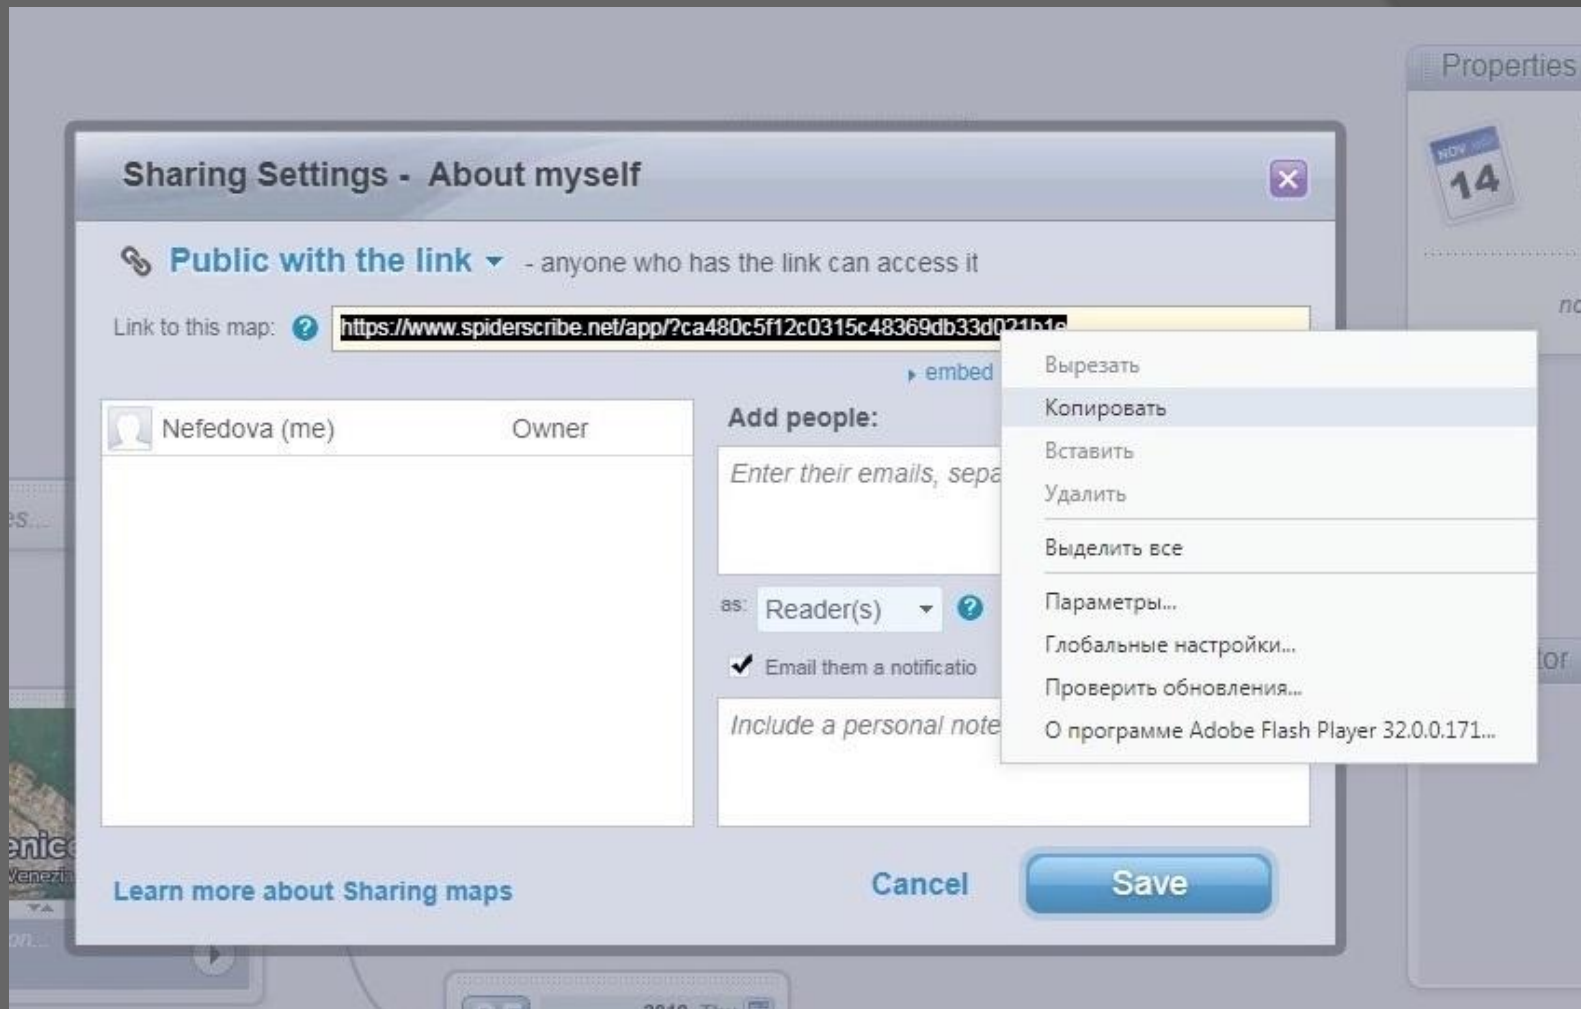 Properties
NOV
14
Sharing Settings - About myself
Public with the link - anyone who has the link can access it
Link to this map: ? https://www.spiderscribe.net/app/?ca480c5f12c0315c48369db33d021b1e
embed
Вырезать
Копировать
Вставить
Удалить
Выделить все
Параметры...
Глобальные настройки...
Проверить обновления...
О программе Adobe Flash Player 32.0.0.171...
Nefedova (me) Owner
Add people:
Enter their emails, sepa
as: Reader(s) ?
Email them a notificatio
Include a personal note
Learn more about Sharing maps
Cancel
Save
enice
Venezia